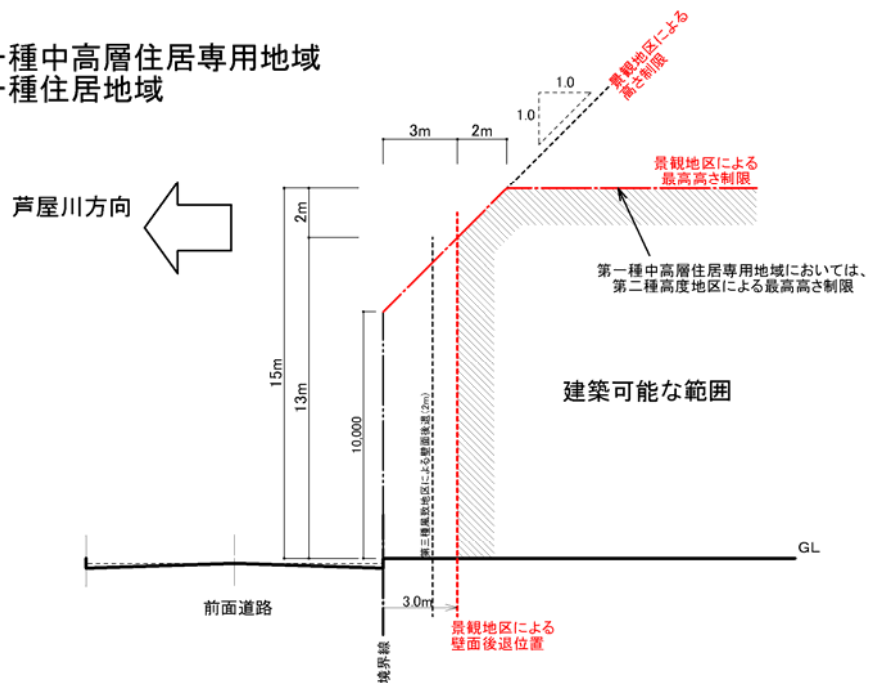 一種中高層住居専用地域
一種住居地域
景観地区による
高さ制限
1.0
1.0
3m
2m
景観地区による
最高高さ制限
芦屋川方向
2m
第一種中高層住居専用地域においては、
第二種高度地区による最高高さ制限
15m
13m
10,000
第三種風致地区による壁面後退(2m)
建築可能な範囲
GL
前面道路
3.0m
景観地区による
壁面後退位置
境界線